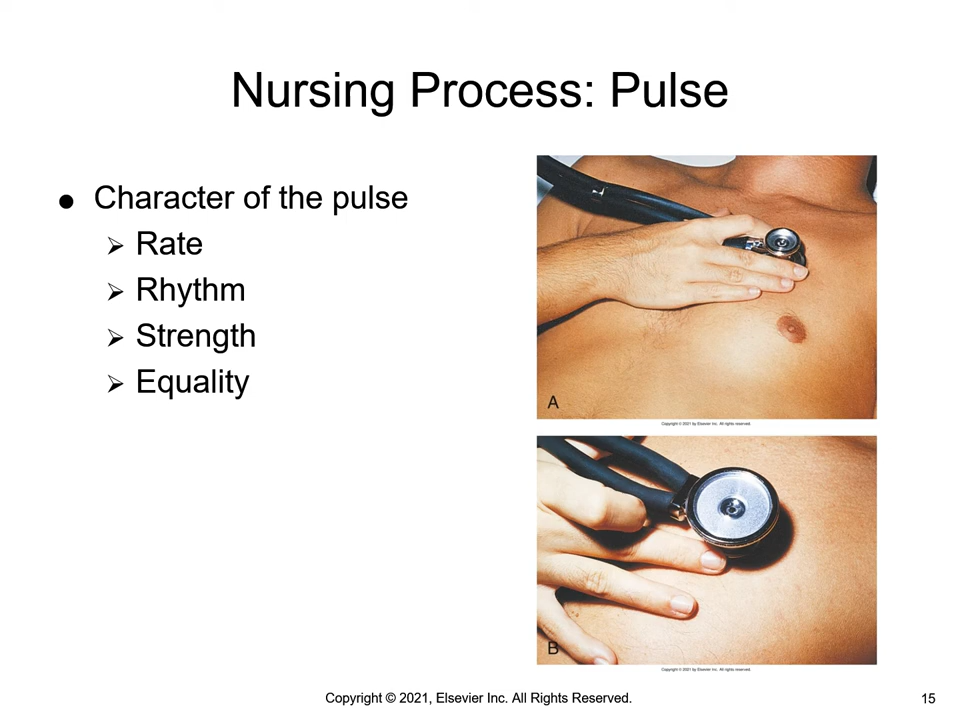 Nursing Process: Pulse
● Character of the pulse
➢ Rate
➢ Rhythm
➢ Strength
➢ Equality
A
Copyright © 2021 by Elsevier Inc. All rights reserved.
B
Copyright © 2021 by Elsevier Inc. All rights reserved.
Copyright © 2021, Elsevier Inc. All Rights Reserved.
15